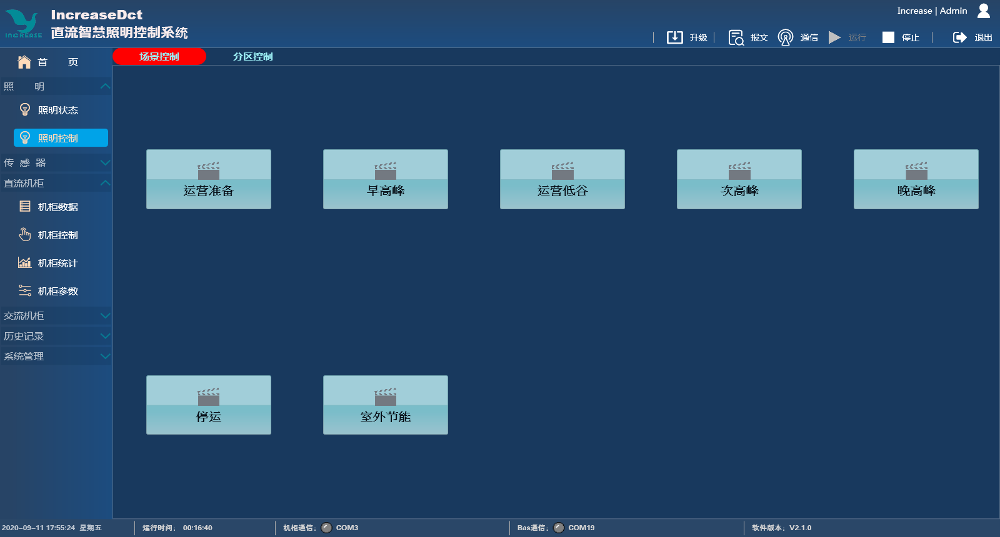 IncreaseDct
直流智慧照明控制系统
INCREASE
Increase | Admin
升级 报文 通信 运行 停止 退出
场景控制 分区控制
首 页
照 明
照明状态
照明控制
传 感 器
直流机柜
机柜数据
机柜控制
机柜统计
机柜参数
交流机柜
历史记录
系统管理
运营准备 早高峰 运营低谷 次高峰 晚高峰
停运 室外节能
2020-09-11 17:55:24 星期五 运行时间： 00:16:40 机柜通信： COM3 Bas通信： COM19 软件版本：V2.1.0